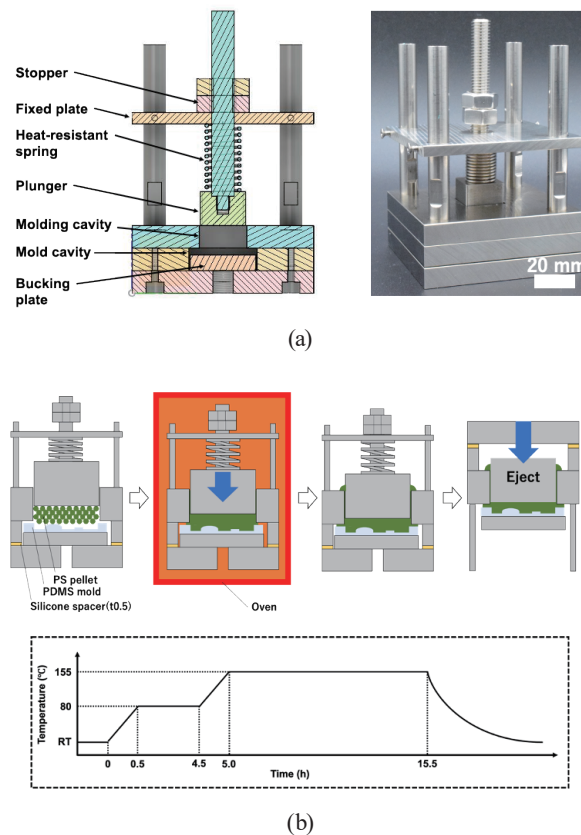 Stopper
Fixed plate
Heat-resistant
spring
Plunger
Molding cavity
Mold cavity
Bucking
plate
20 mm
(a)
Eject
PS pellet
PDMS mold
Silicone spacer(t0.5)
Oven
Temperature (℃)
155
80
RT
0
0.5
4.5
5.0
15.5
Time (h)
(b)